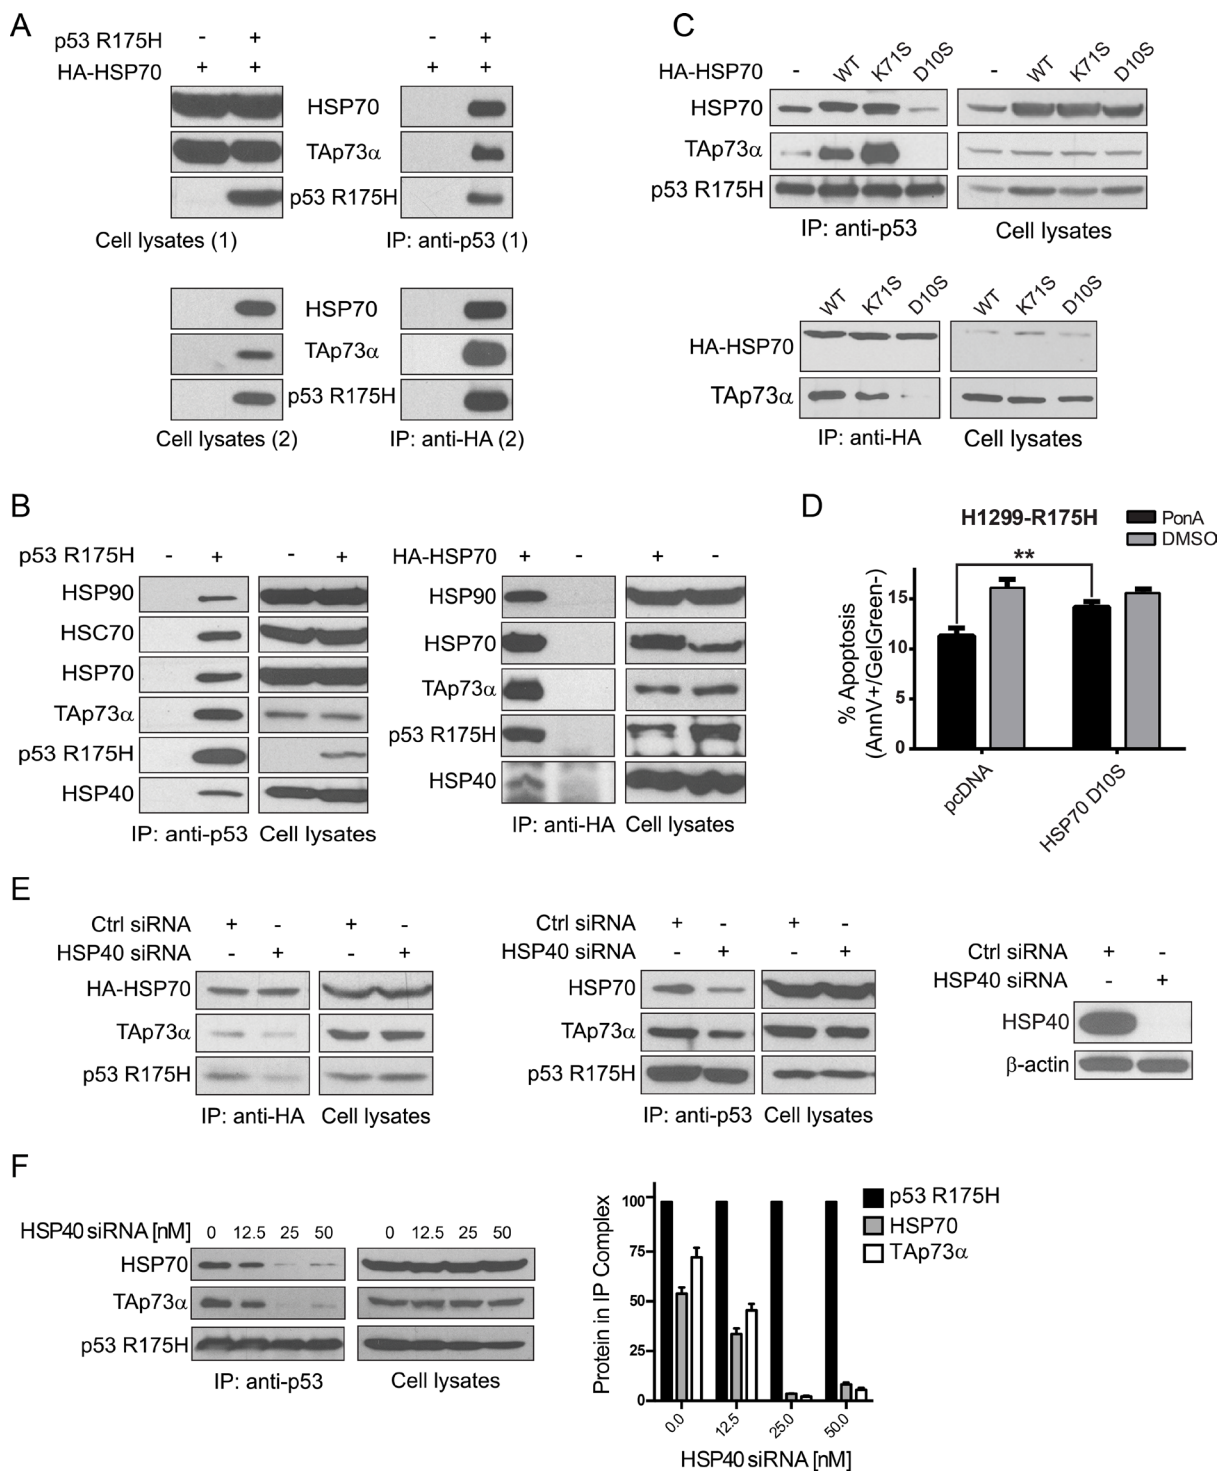 A
p53 R175H - + - +
HA-HSP70 + + + +
HSP70
TAp73α
p53 R175H
Cell lysates (1) IP: anti-p53 (1)
HSP70
TAp73α
p53 R175H
Cell lysates (2) IP: anti-HA (2)
C
HA-HSP70 - WT K71S D10S - WT K71S D10S
HSP70
TAp73α
p53 R175H
IP: anti-p53 Cell lysates
WT K71S D10S WT K71S D10S
HA-HSP70
TAp73α
IP: anti-HA Cell lysates
B
p53 R175H - + - +
HSP90
HSC70
HSP70
TAp73α
p53 R175H
HSP40
IP: anti-p53 Cell lysates
HA-HSP70 + - + -
HSP90
HSP70
TAp73α
p53 R175H
HSP40
IP: anti-HA Cell lysates
D
H1299-R175H
PonA
DMSO
**
% Apoptosis
(AnnV+/GelGreen-)
15
10
5
0
pcDNA
HSP70 D10S
E
Ctrl siRNA + - + -
HSP40 siRNA - + - +
HA-HSP70
TAp73α
p53 R175H
IP: anti-HA Cell lysates
Ctrl siRNA + - + -
HSP40 siRNA - + - +
HSP70
TAp73α
p53 R175H
IP: anti-p53 Cell lysates
Ctrl siRNA + -
HSP40 siRNA - +
HSP40
β-actin
F
HSP40 siRNA [nM] 0 12.5 25 50 0 12.5 25 50
HSP70
TAp73α
p53 R175H
IP: anti-p53 Cell lysates
Protein in IP Complex
100
75
50
25
0
0.0 12.5 25.0 50.0
HSP40 siRNA [nM]
p53 R175H
HSP70
TAp73α